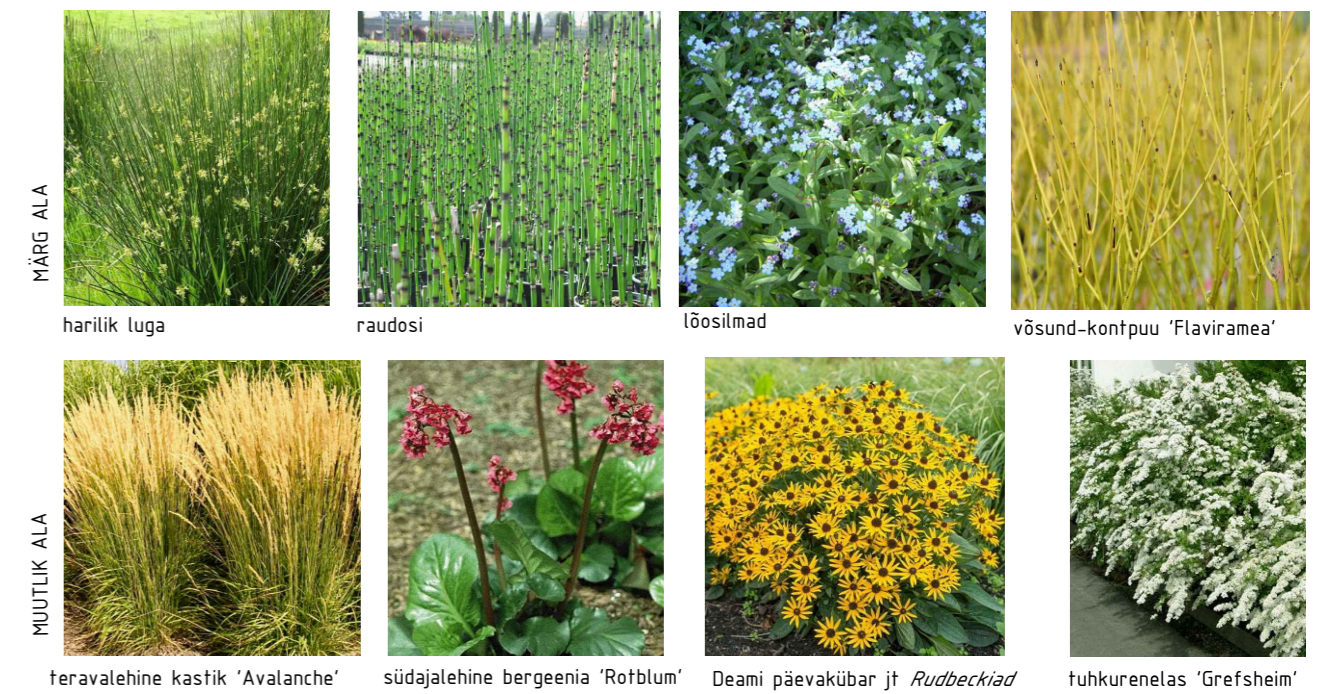 MÄRG ALA
harilik luga
raudosi
lõosilmad
võsund-kontpuu 'Flaviramea'
MUUTLIK ALA
teravalehine kastik 'Avalanche'
südajalehine bergeenia 'Rotblum'
Deami päevakübar jt Rudbeckiad
tuhkurenelas 'Grefsheim'